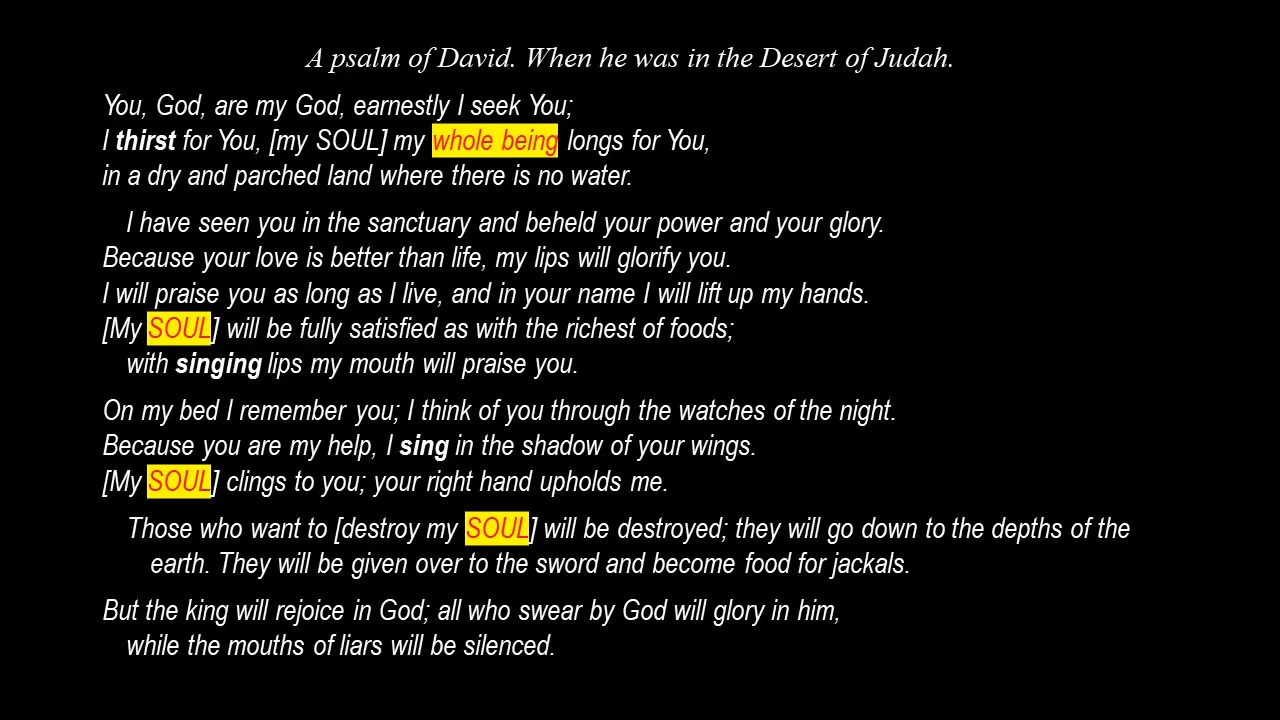 A psalm of David. When he was in the Desert of Judah.
You, God, are my God, earnestly I seek You;
I thirst for You, [my SOUL] my whole being longs for You,
in a dry and parched land where there is no water.
I have seen you in the sanctuary and beheld your power and your glory.
Because your love is better than life, my lips will glorify you.
I will praise you as long as I live, and in your name I will lift up my hands.
[My SOUL] will be fully satisfied as with the richest of foods;
with singing lips my mouth will praise you.
On my bed I remember you; I think of you through the watches of the night.
Because you are my help, I sing in the shadow of your wings.
[My SOUL] clings to you; your right hand upholds me.
Those who want to [destroy my SOUL] will be destroyed; they will go down to the depths of the
earth. They will be given over to the sword and become food for jackals.
But the king will rejoice in God; all who swear by God will glory in him,
while the mouths of liars will be silenced.